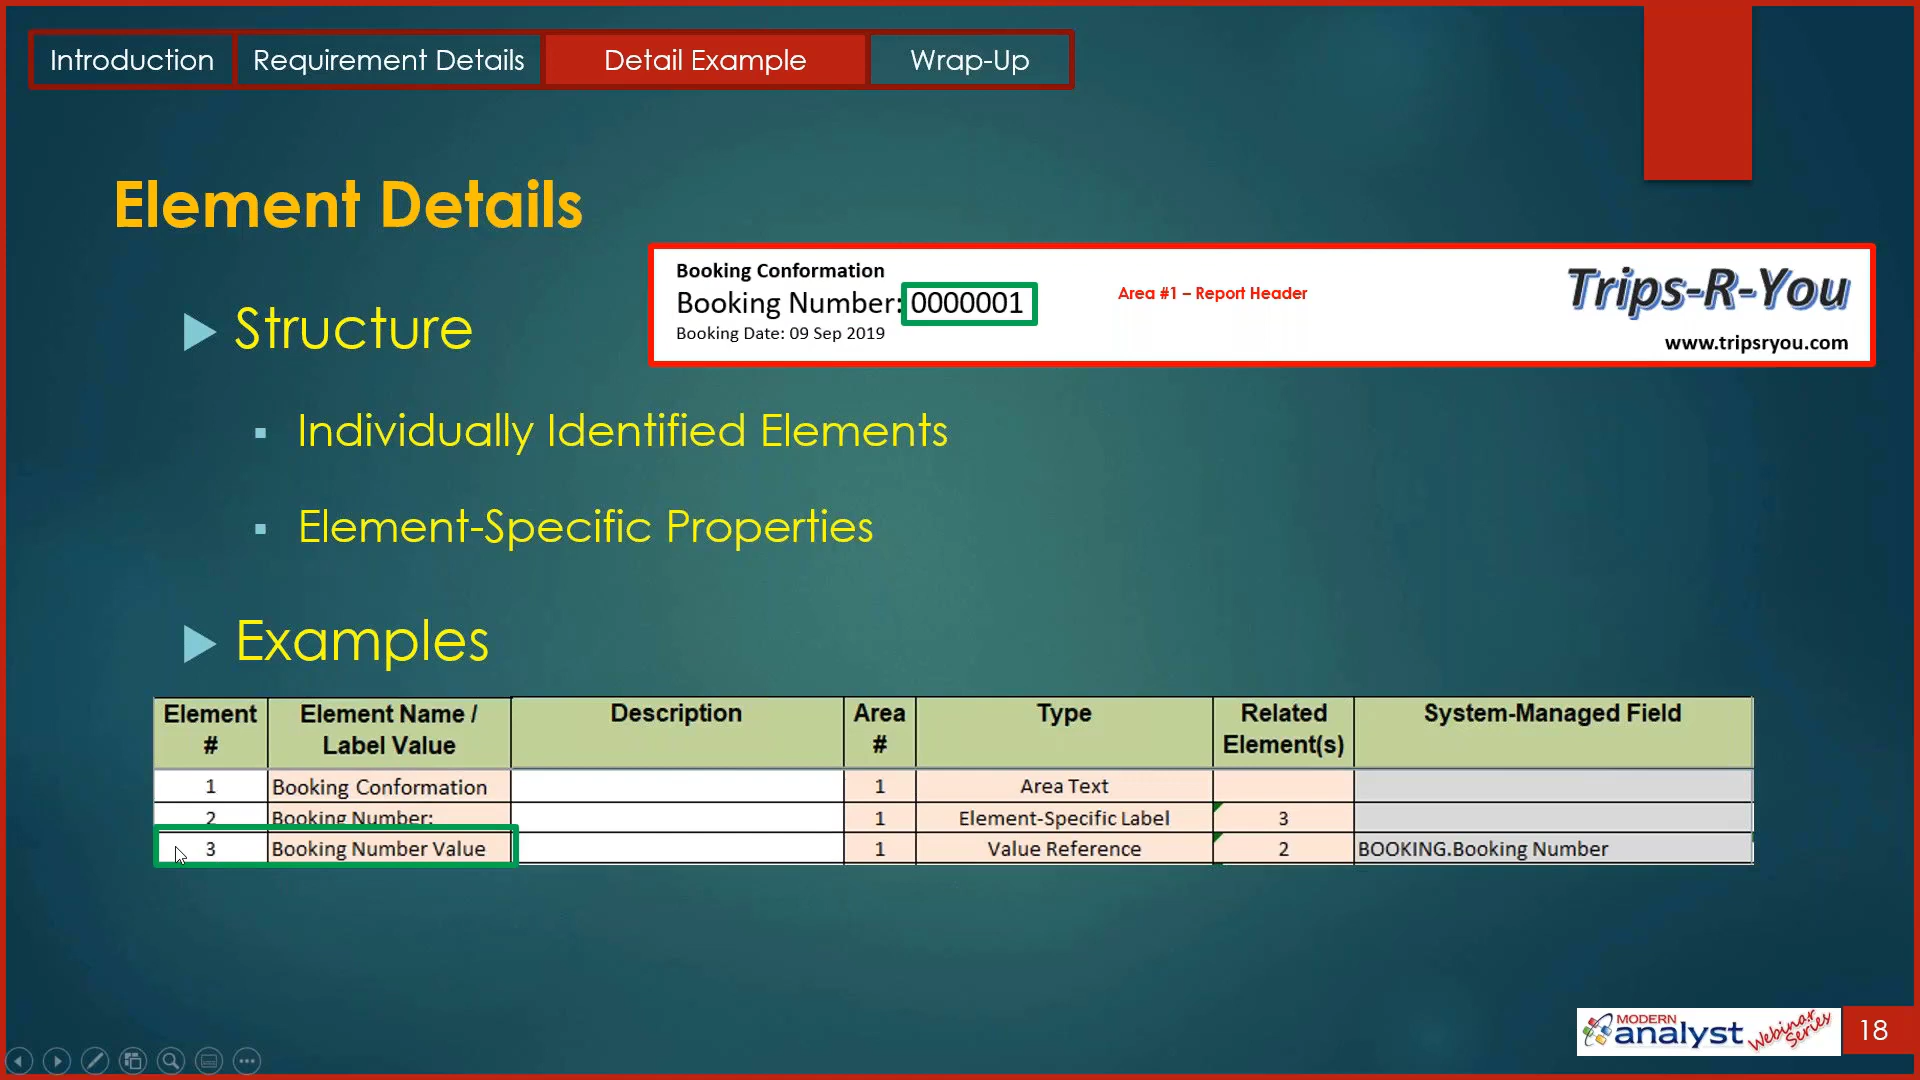 Introduction Requirement Details Detail Example Wrap-Up
Element Details
Booking Conformation
Booking Number: 0000001
Booking Date: 09 Sep 2019
Area #1 – Report Header
Trips-R-You
www.tripsryou.com
Structure
Individually Identified Elements
Element-Specific Properties
Examples
Element # Element Name / Label Value Description Area # Type Related Element(s) System-Managed Field
1 Booking Conformation 1 Area Text
2 Booking Number: 1 Element-Specific Label 3
3 Booking Number Value 1 Value Reference 2 BOOKING.Booking Number
MODERN analyst Webinar Series
18